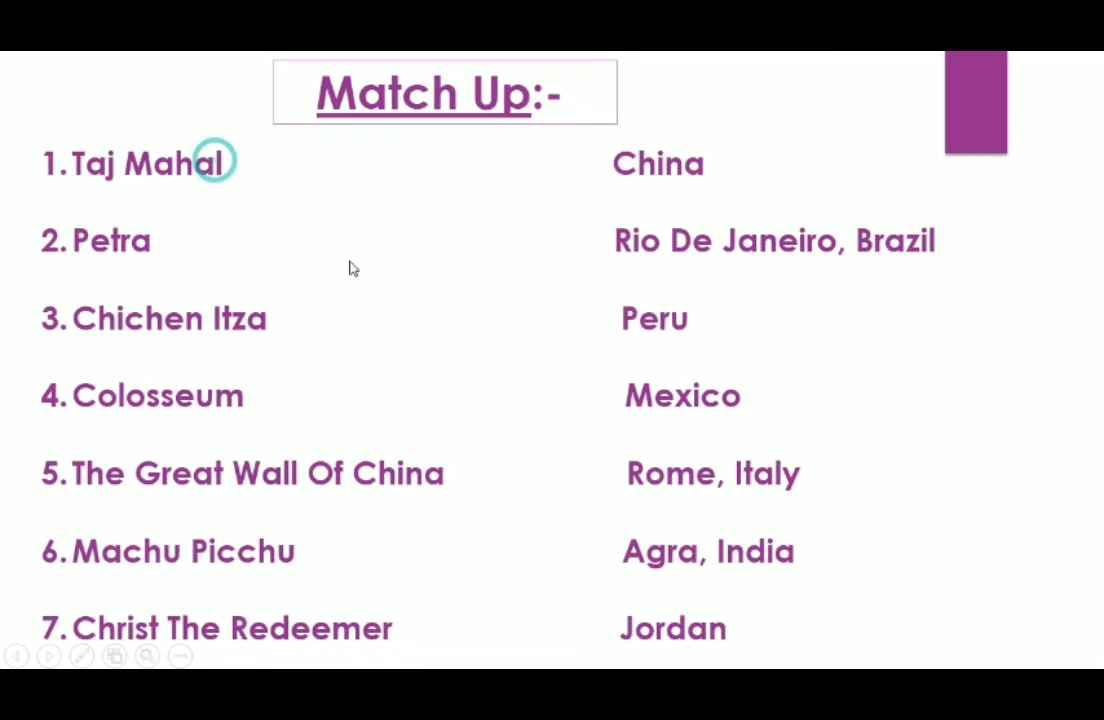 Match Up:-
1. Taj Mahal China
2. Petra Rio De Janeiro, Brazil
3. Chichen Itza Peru
4. Colosseum Mexico
5. The Great Wall Of China Rome, Italy
6. Machu Picchu Agra, India
7. Christ The Redeemer Jordan